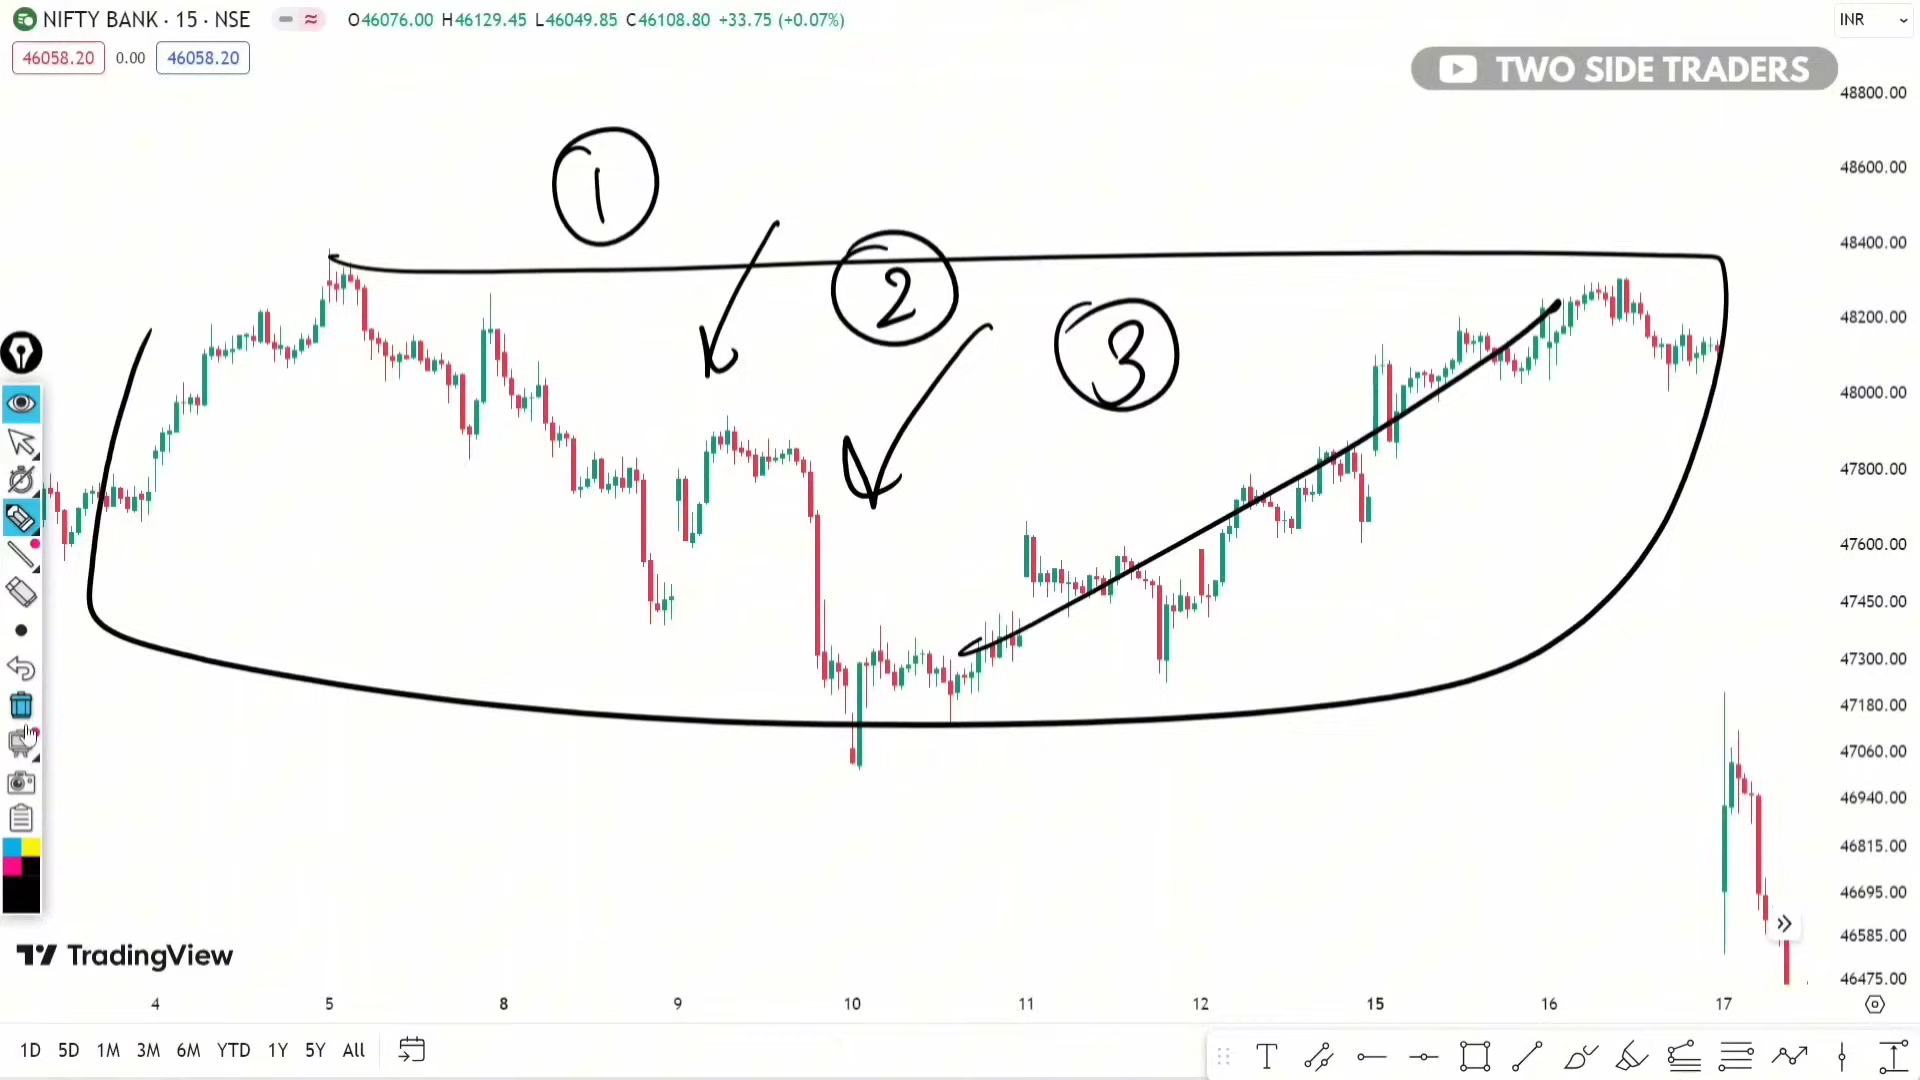 NIFTY BANK · 15 · NSE
O46076.00 H46129.45 L46049.85 C46108.80 +33.75 (+0.07%)
INR
46058.20 0.00 46058.20
TWO SIDE TRADERS
48800.00
48600.00
48400.00
48200.00
48000.00
47800.00
47600.00
47450.00
47300.00
47180.00
47060.00
46940.00
46815.00
46695.00
46585.00
46475.00
1
2
3
TradingView
4 5 8 9 10 11 12 15 16 17
1D 5D 1M 3M 6M YTD 1Y 5Y All
T